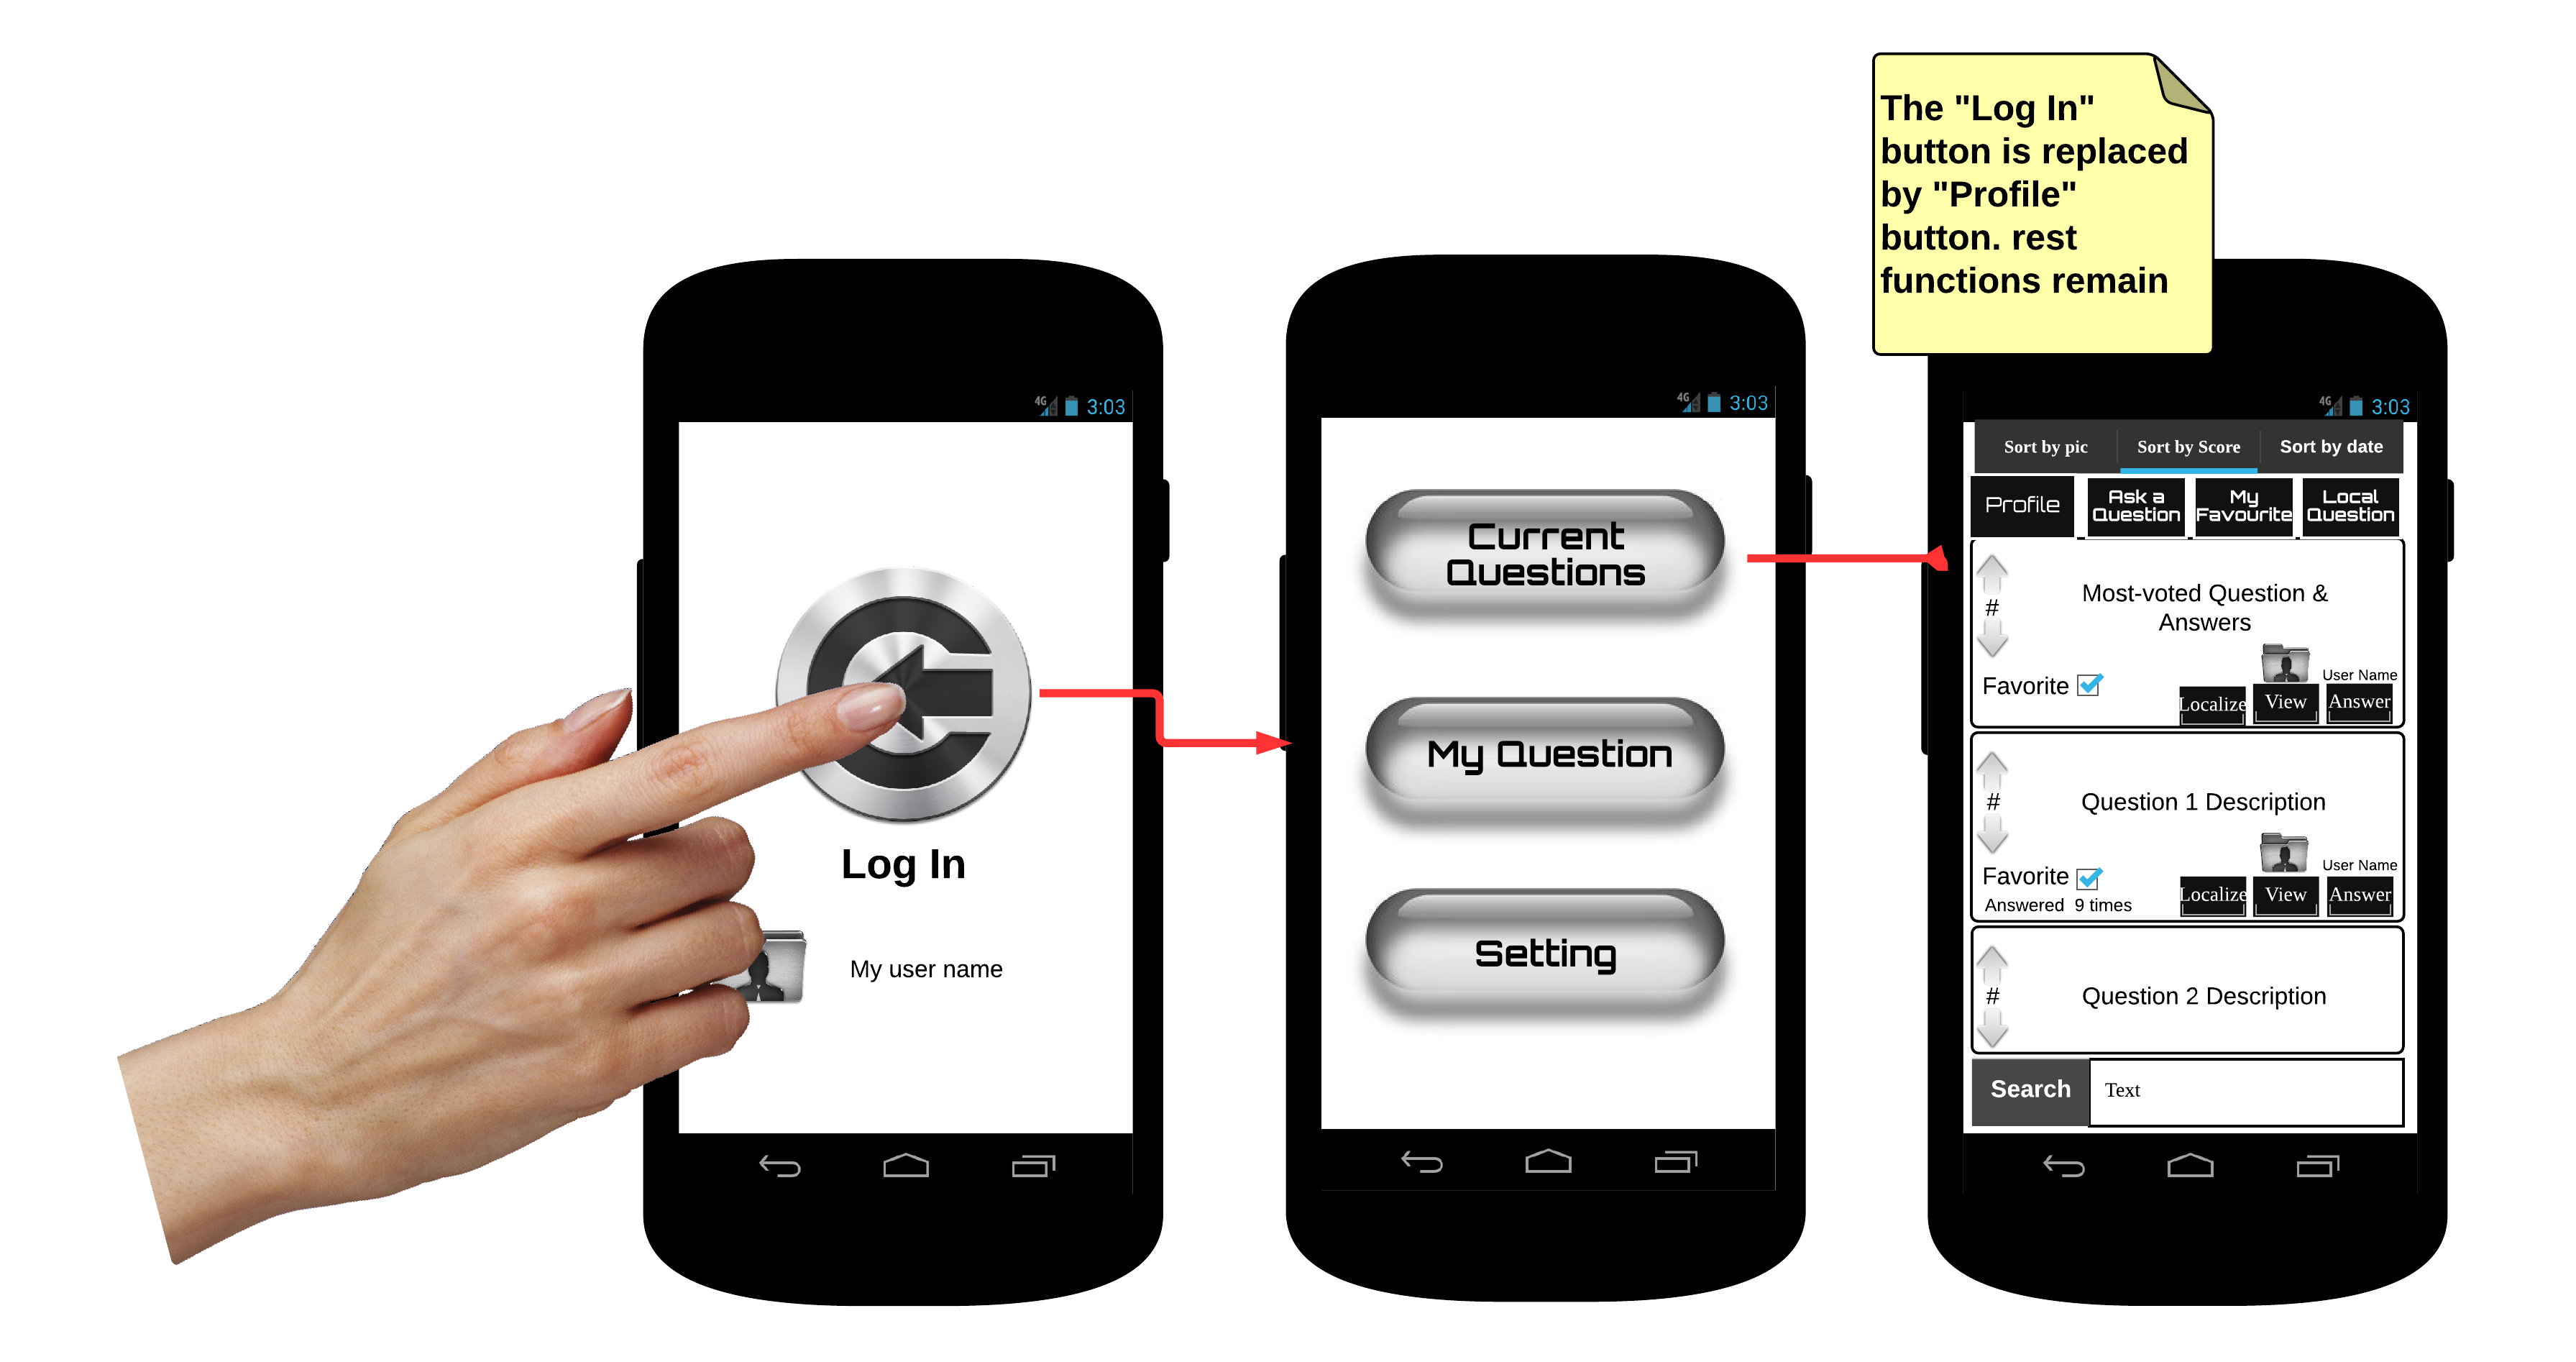 The "Log In"
button is replaced
by "Profile"
button. rest
functions remain
4G 3:03
Log In
My user name
4G 3:03
Current
Questions
My Question
Setting
4G 3:03
Sort by pic Sort by Score Sort by date
Profile
Ask a
Question
My
Favourite
Local
Question
#
Most-voted Question &
Answers
Favorite
User Name
Localize View Answer
#
Question 1 Description
Favorite
User Name
Answered 9 times
Localize View Answer
#
Question 2 Description
Search Text